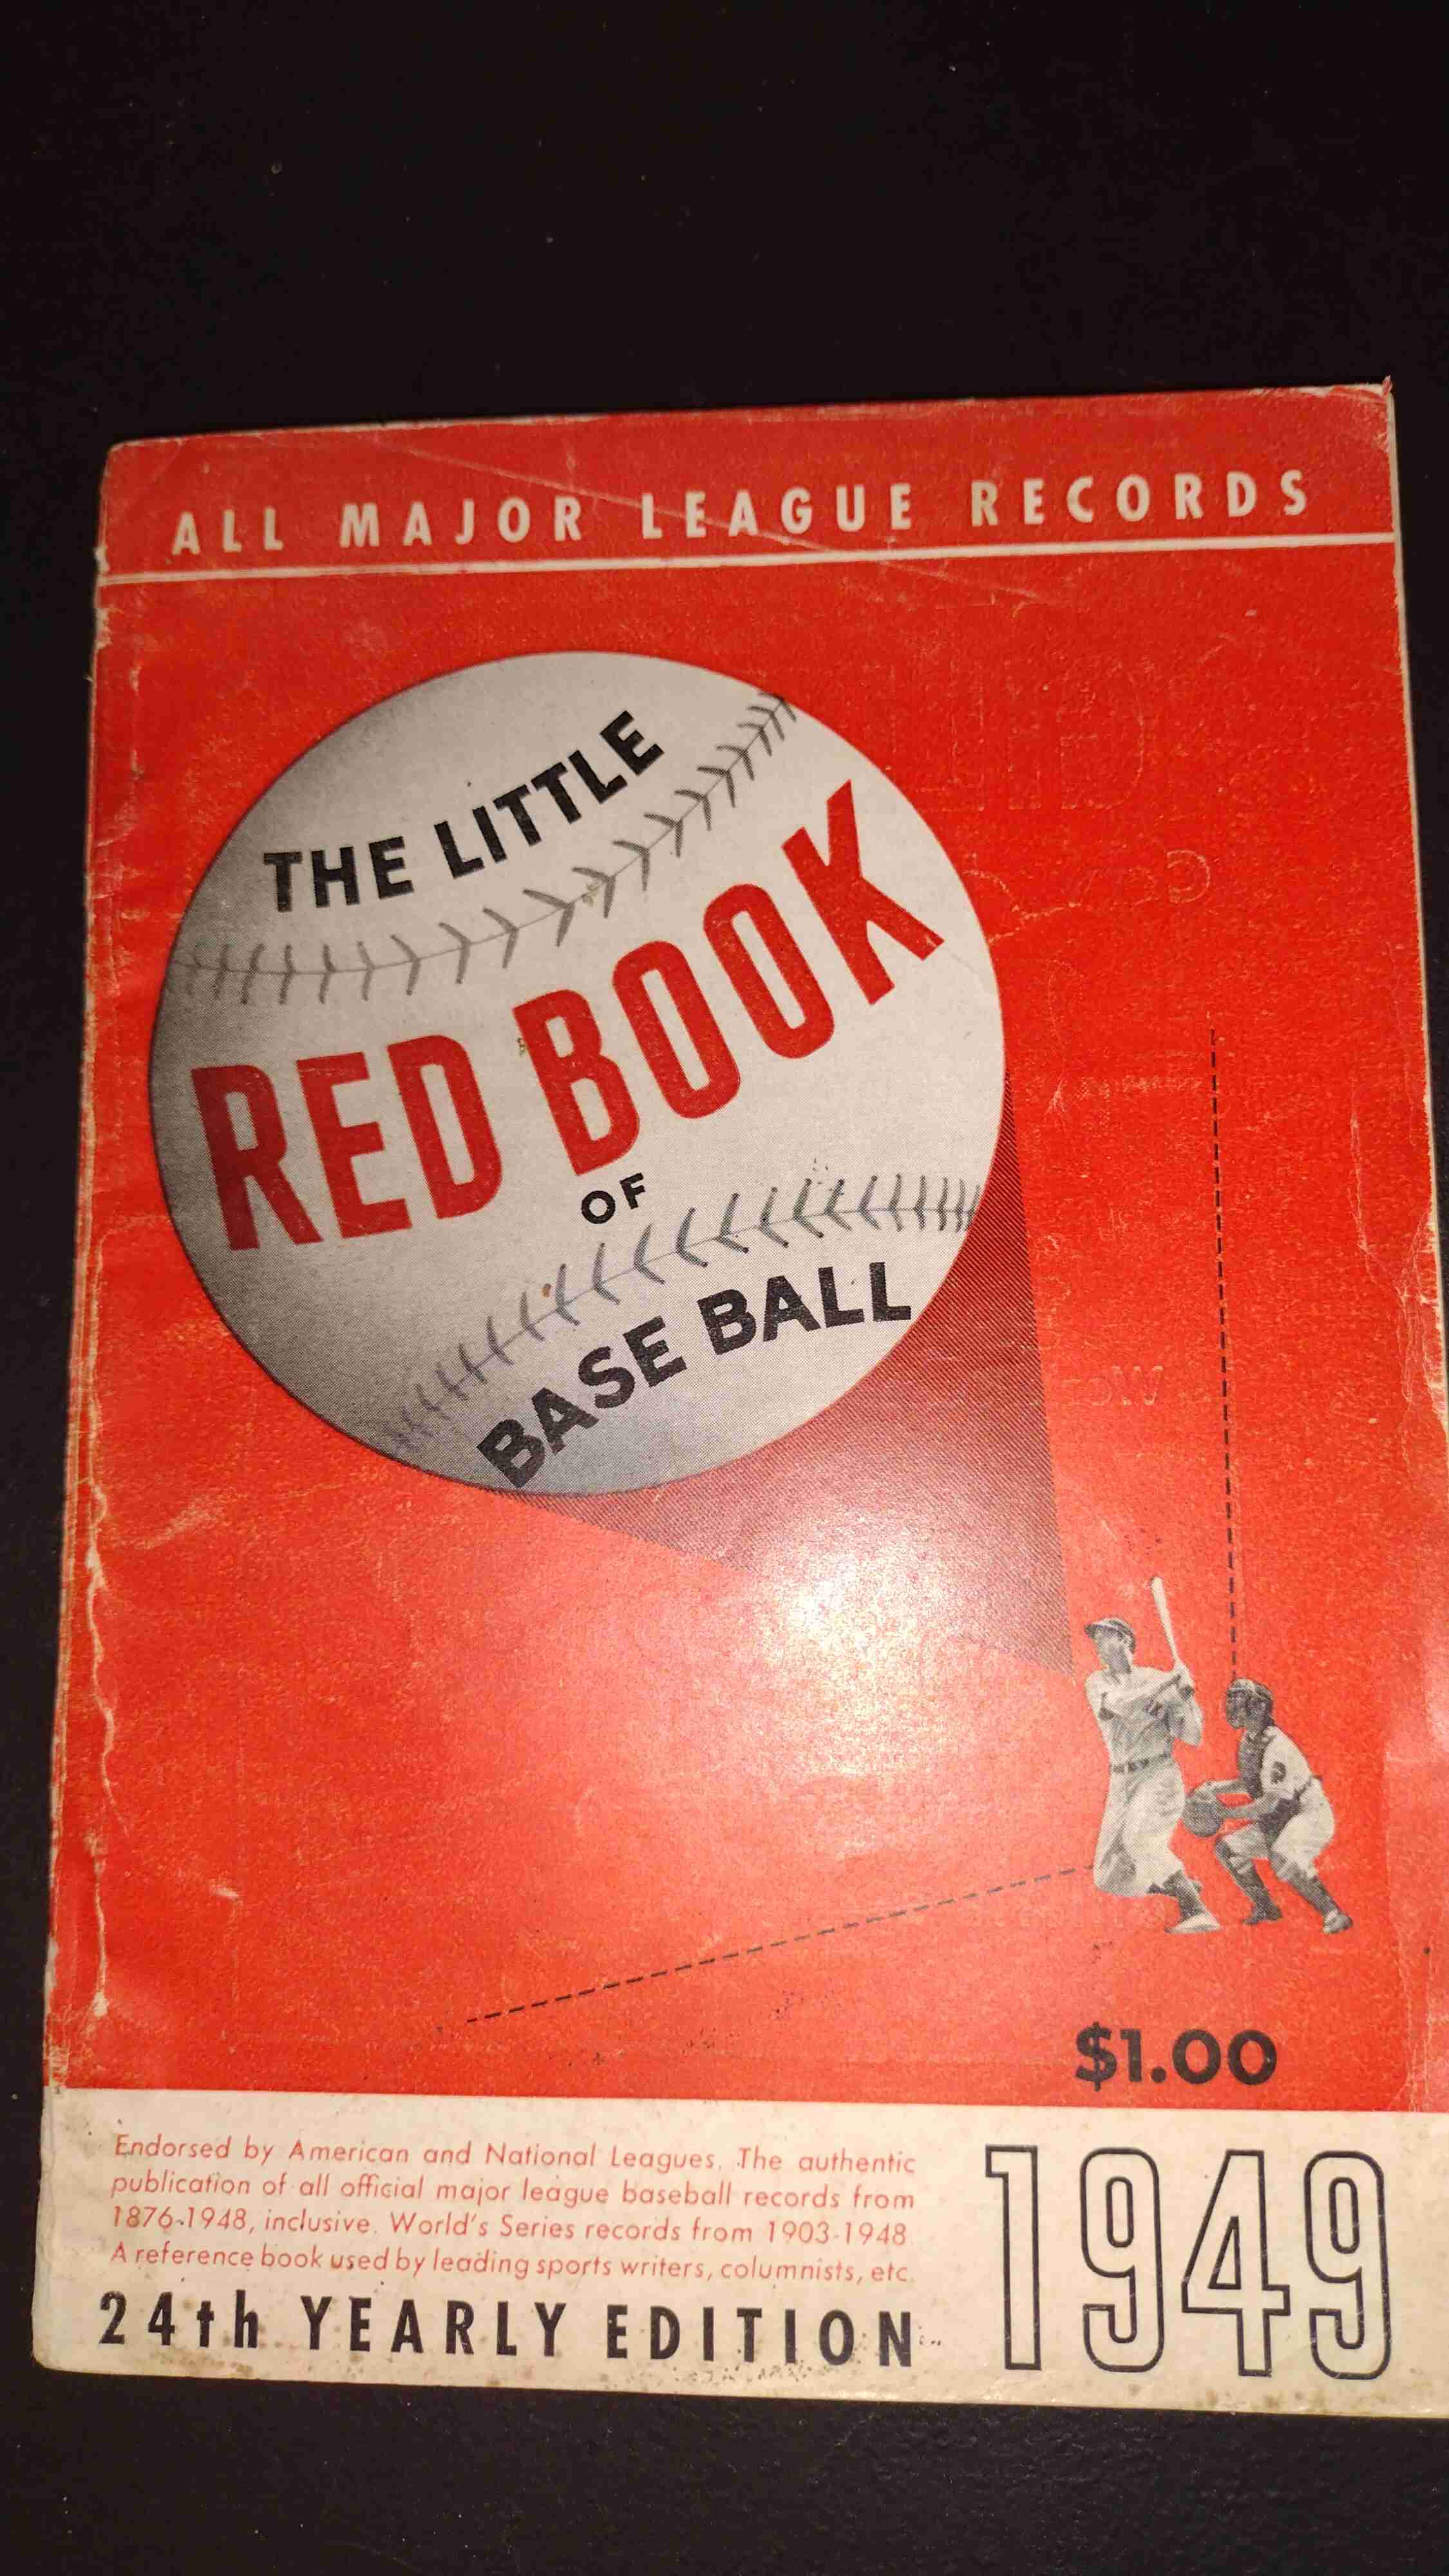 ALL MAJOR LEAGUE RECORDS
THE LITTLE
RED BOOK
OF
BASE BALL
$1.00
Endorsed by American and National Leagues. The authentic
publication of all official major league baseball records from
1876-1948, inclusive. World's Series records from 1903-1948
A reference book used by leading sports writers, columnists, etc.
24th YEARLY EDITION
1949